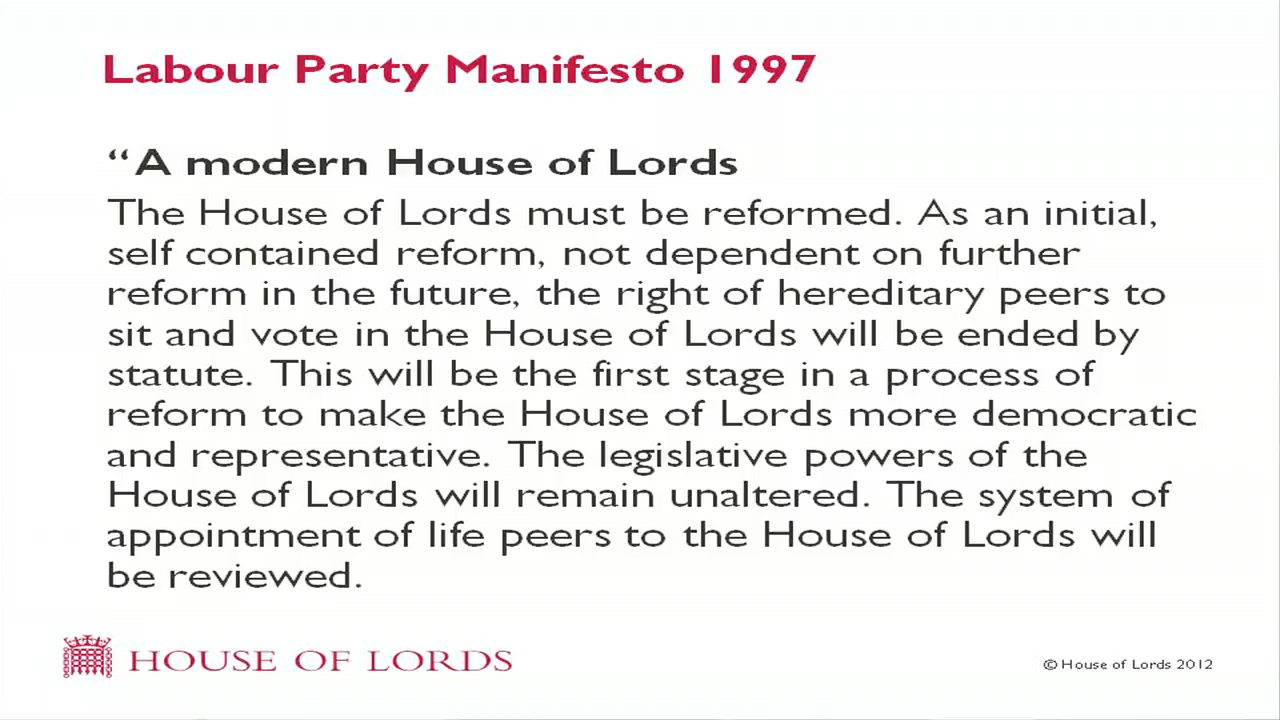 Labour Party Manifesto 1997
“A modern House of Lords
The House of Lords must be reformed. As an initial,
self contained reform, not dependent on further
reform in the future, the right of hereditary peers to
sit and vote in the House of Lords will be ended by
statute. This will be the first stage in a process of
reform to make the House of Lords more democratic
and representative. The legislative powers of the
House of Lords will remain unaltered. The system of
appointment of life peers to the House of Lords will
be reviewed.
HOUSE OF LORDS
© House of Lords 2012